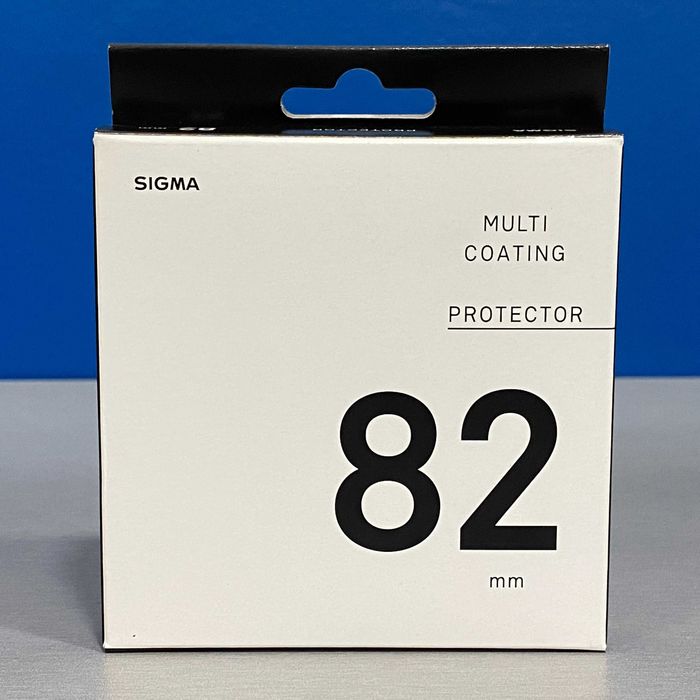 SIGMA
MULTI
COATING
PROTECTOR
82
mm